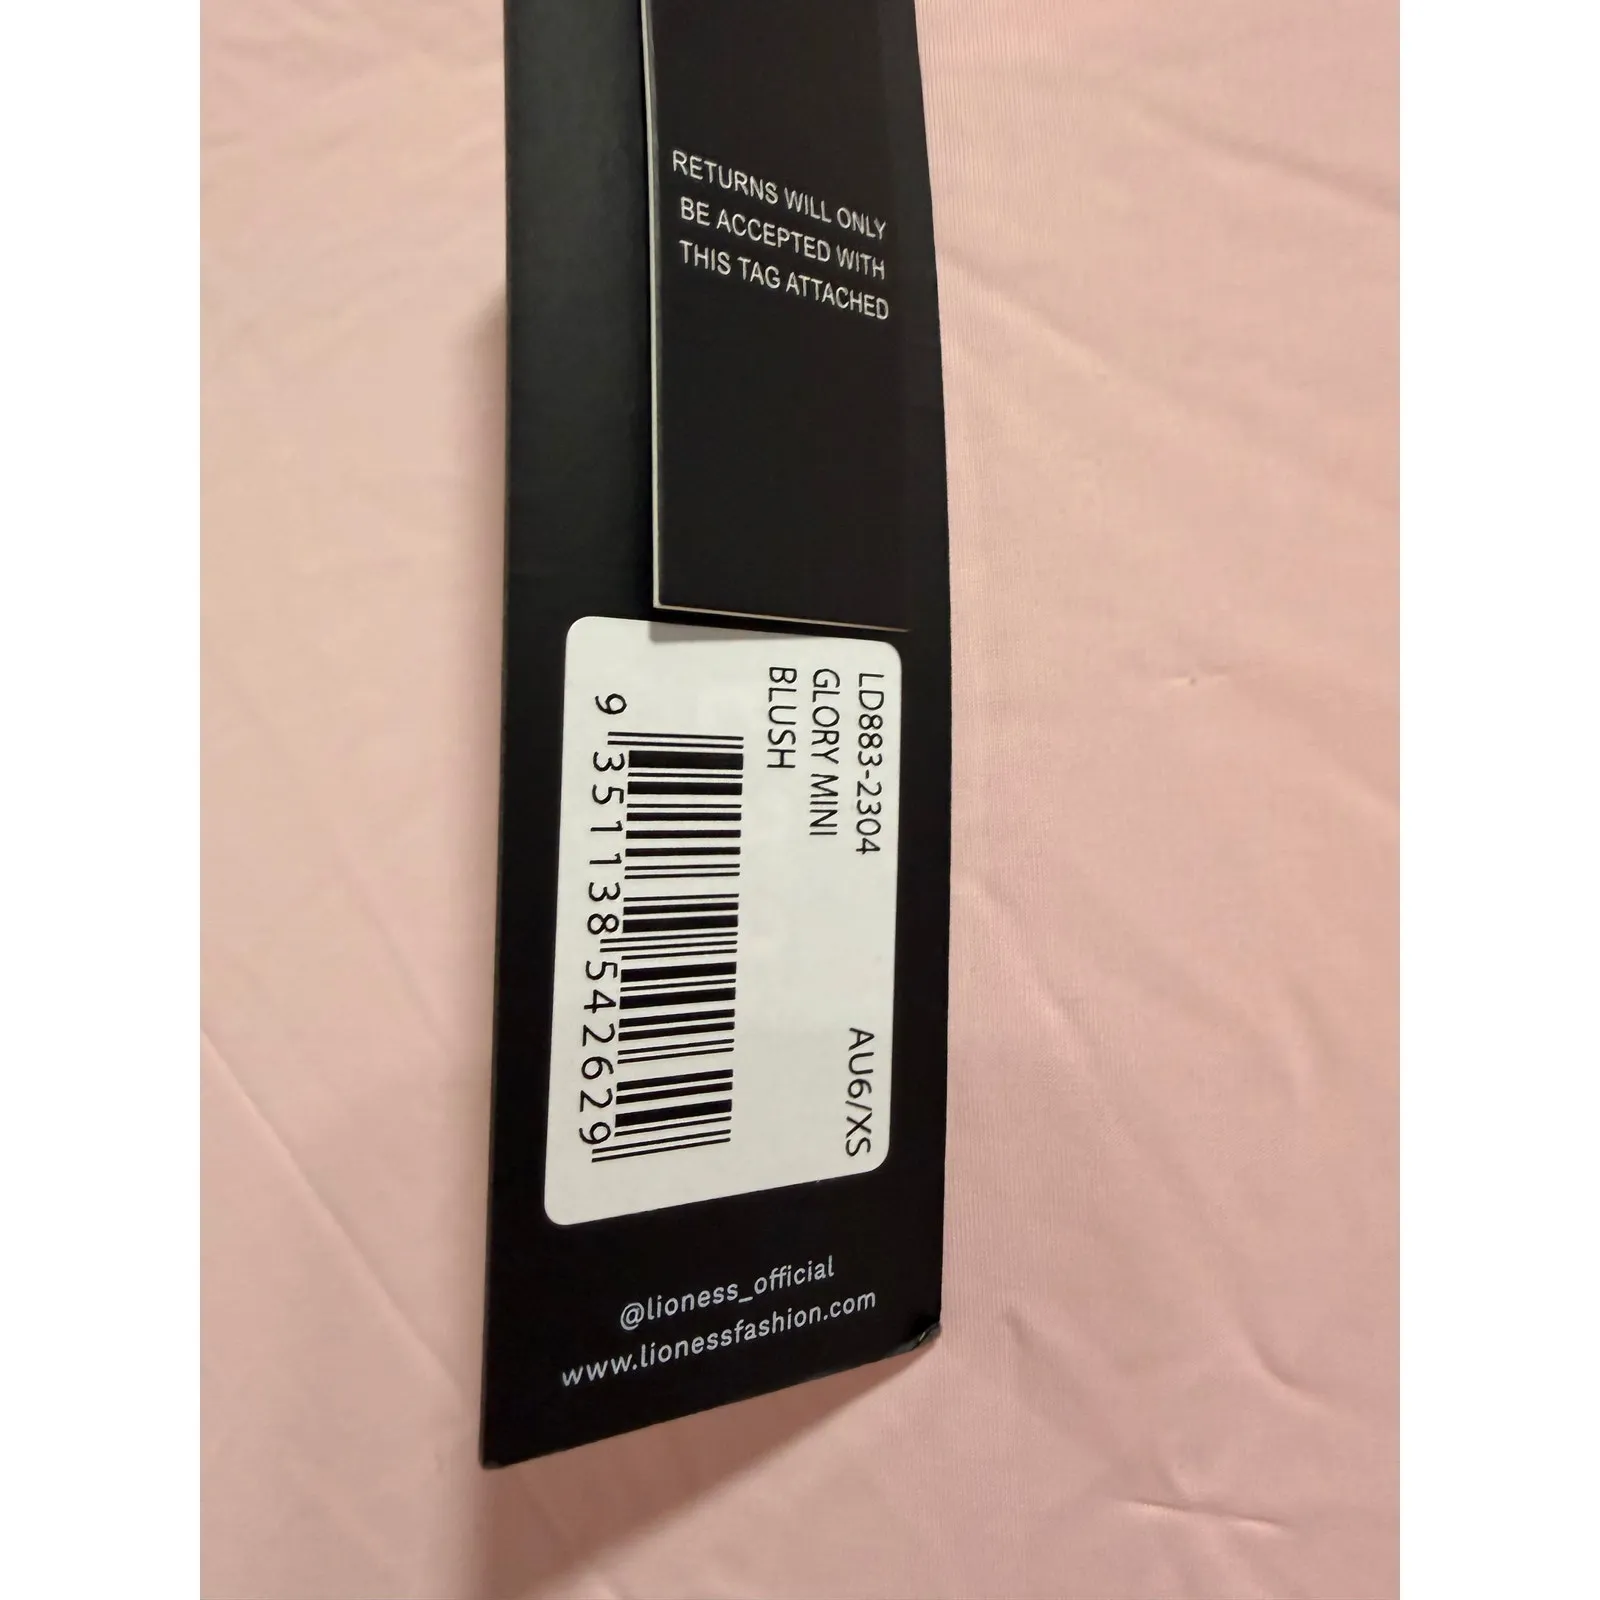 RETURNS WILL ONLY
BE ACCEPTED WITH
THIS TAG ATTACHED
LD883-2304 AU6/XS
GLORY MINI
BLUSH
9 351138 542629
@lioness_official
www.lionessfashion.com